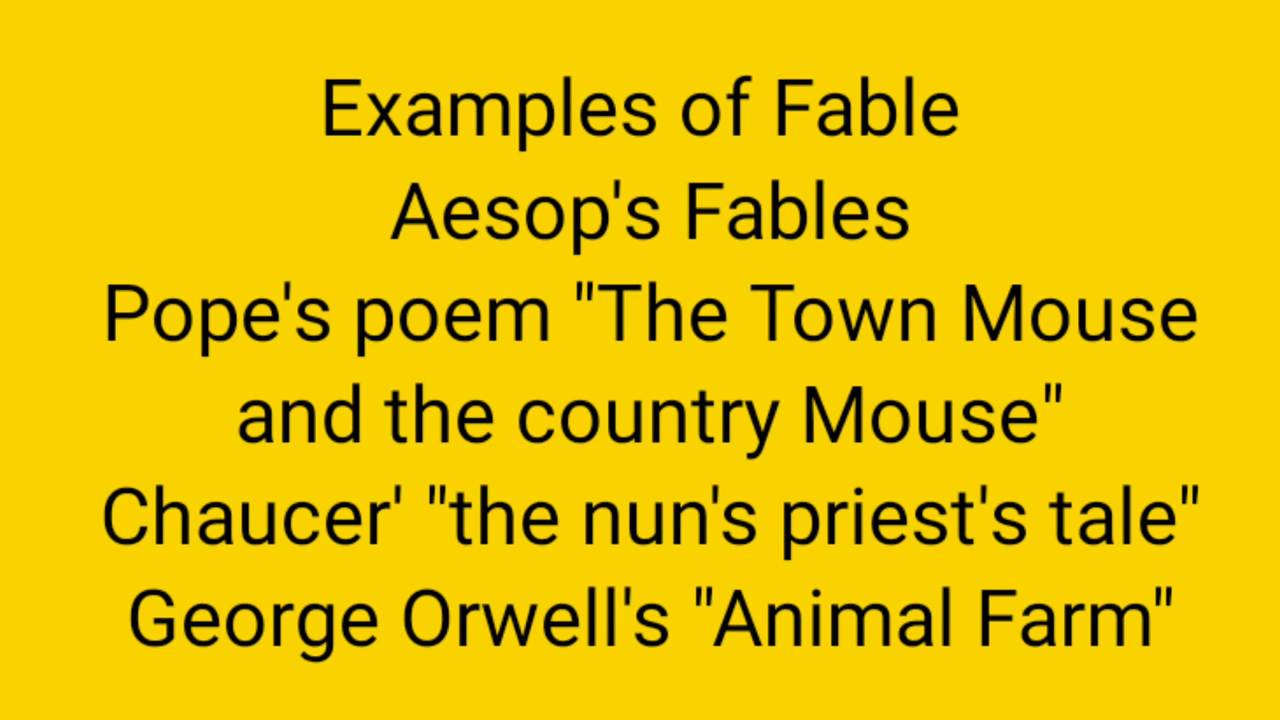 Examples of Fable
Aesop's Fables
Pope's poem "The Town Mouse
and the country Mouse"
Chaucer' "the nun's priest's tale"
George Orwell's "Animal Farm"